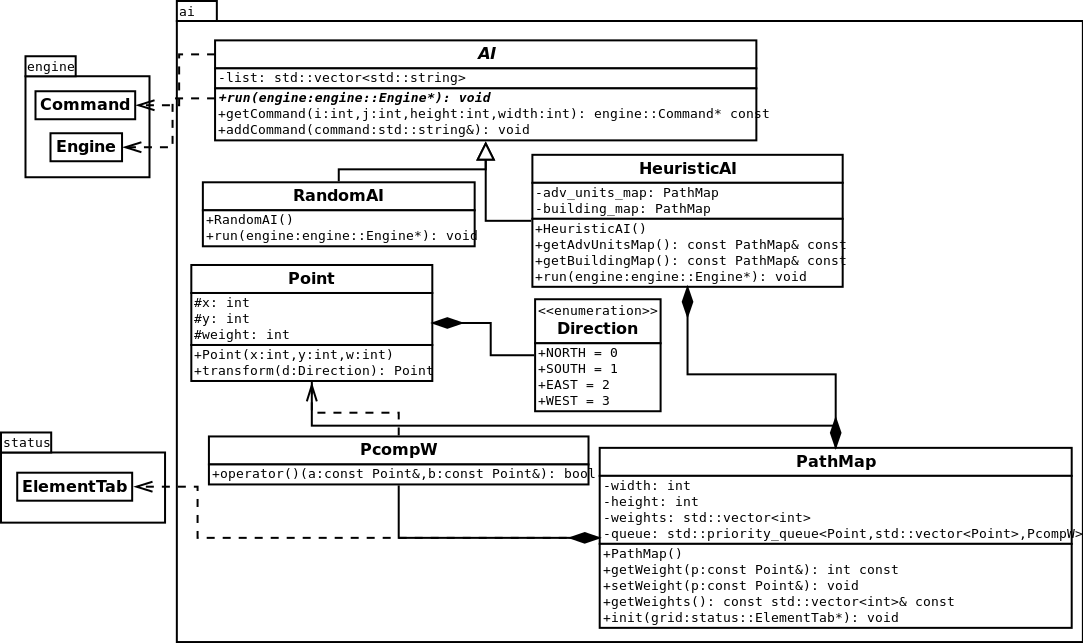 ai
AI
-list: std::vector<std::string>
+run(engine:engine::Engine*): void
+getCommand(i:int,j:int,height:int,width:int): engine::Command* const
+addCommand(command:std::string&): void
engine
Command
Engine
RandomAI
+RandomAI()
+run(engine:engine::Engine*): void
HeuristicAI
-adv_units_map: PathMap
-building_map: PathMap
+HeuristicAI()
+getAdvUnitsMap(): const PathMap& const
+getBuildingMap(): const PathMap& const
+run(engine:engine::Engine*): void
Point
#x: int
#y: int
#weight: int
+Point(x:int,y:int,w:int)
+transform(d:Direction): Point
<<enumeration>>
Direction
+NORTH = 0
+SOUTH = 1
+EAST = 2
+WEST = 3
status
ElementTab
PcompW
+operator()(a:const Point&,b:const Point&): bool
PathMap
-width: int
-height: int
-weights: std::vector<int>
-queue: std::priority_queue<Point,std::vector<Point>,PcompW>
+PathMap()
+getWeight(p:const Point&): int const
+setWeight(p:const Point&): void
+getWeights(): const std::vector<int>& const
+init(grid:status::ElementTab*): void